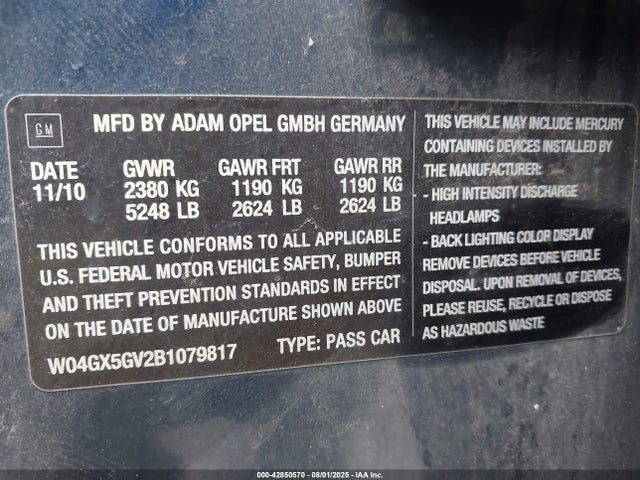 GM
MFD BY ADAM OPEL GMBH GERMANY
DATE GVWR GAWR FRT GAWR RR
11/10 2380 KG 1190 KG 1190 KG
5248 LB 2624 LB 2624 LB
THIS VEHICLE CONFORMS TO ALL APPLICABLE
U.S. FEDERAL MOTOR VEHICLE SAFETY, BUMPER
AND THEFT PREVENTION STANDARDS IN EFFECT
ON THE DATE OF MANUFACTURE SHOWN ABOVE
W04GX5GV2B1079817 TYPE: PASS CAR
THIS VEHICLE MAY INCLUDE MERCURY
CONTAINING DEVICES INSTALLED BY
THE MANUFACTURER:
- HIGH INTENSITY DISCHARGE
HEADLAMPS
- BACK LIGHTING COLOR DISPLAY
REMOVE DEVICES BEFORE VEHICLE
DISPOSAL. UPON REMOVAL OF DEVICES,
PLEASE REUSE, RECYCLE OR DISPOSE
AS HAZARDOUS WASTE
000-42850570 - 08/01/2025 - IAA Inc.